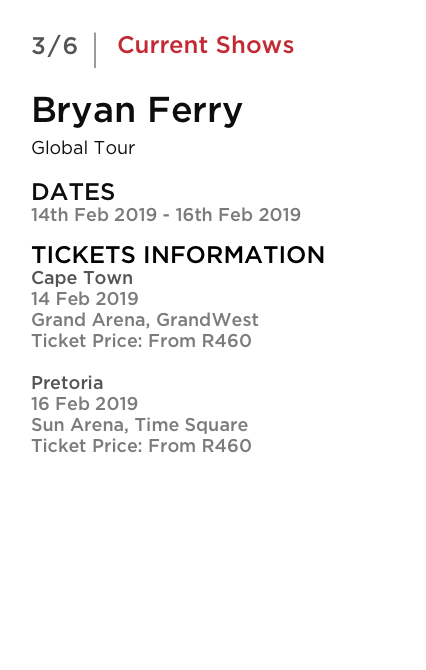 3/6 | Current Shows
Bryan Ferry
Global Tour
DATES
14th Feb 2019 - 16th Feb 2019
TICKETS INFORMATION
Cape Town
14 Feb 2019
Grand Arena, GrandWest
Ticket Price: From R460
Pretoria
16 Feb 2019
Sun Arena, Time Square
Ticket Price: From R460